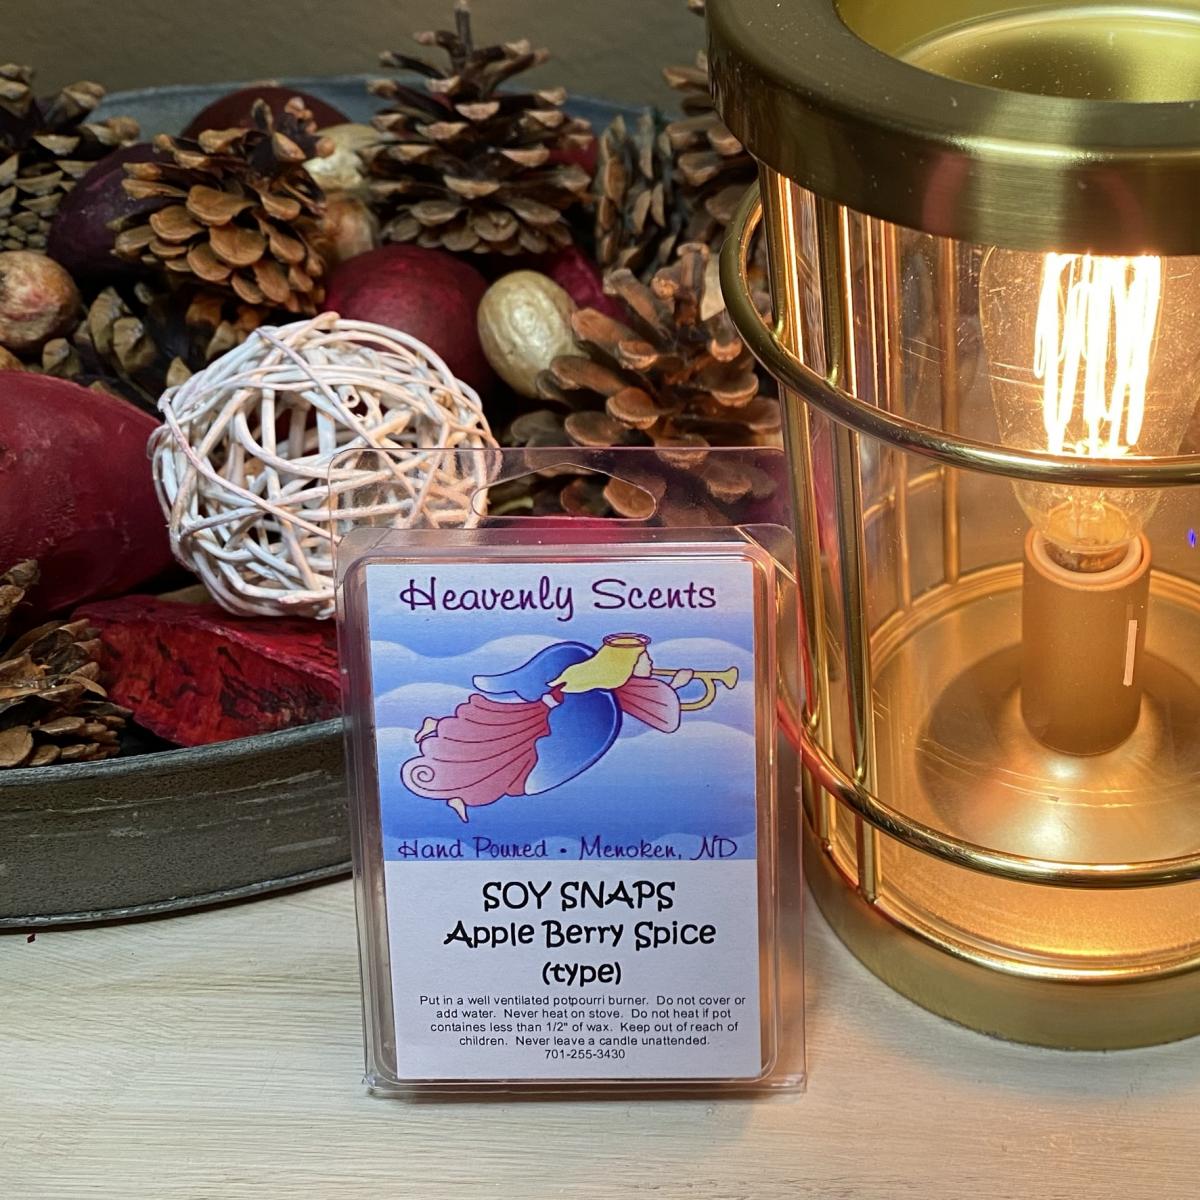 Heavenly Scents
Hand Poured • Menoken, ND
SOY SNAPS
Apple Berry Spice
(type)
Put in a well ventilated potpourri burner. Do not cover or
add water. Never heat on stove. Do not heat if pot
containes less than 1/2" of wax. Keep out of reach of
children. Never leave a candle unattended.
701-255-3430